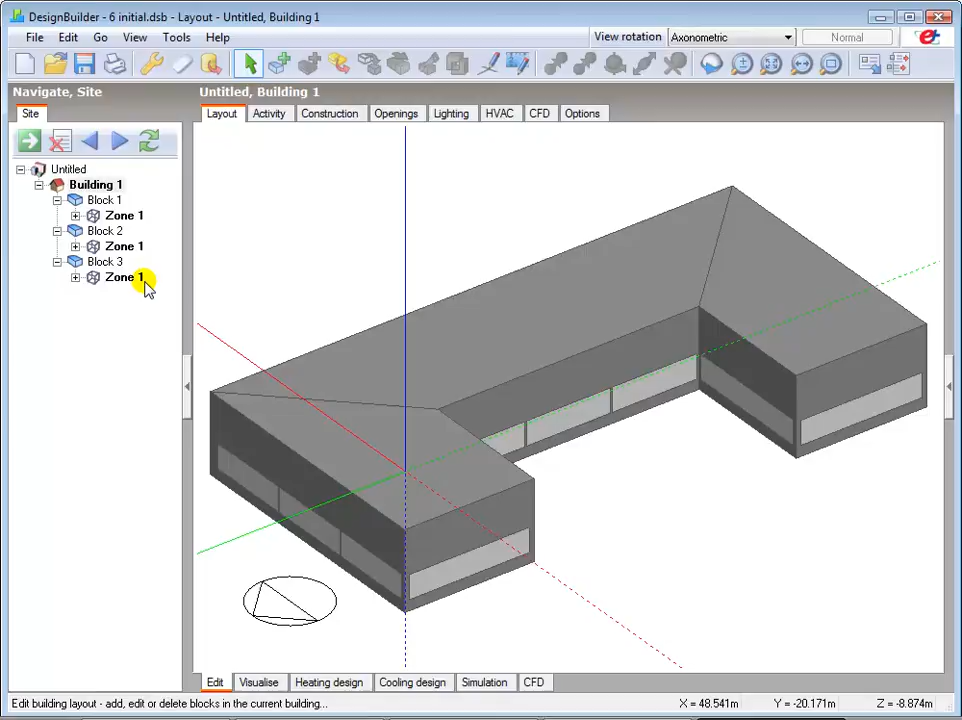 DesignBuilder - 6 initial.dsb - Layout - Untitled, Building 1
File Edit Go View Tools Help
View rotation Axonometric Normal
Navigate, Site
Untitled, Building 1
Site
Layout Activity Construction Openings Lighting HVAC CFD Options
Untitled
Building 1
Block 1
Zone 1
Block 2
Zone 1
Block 3
Zone 1
Edit Visualise Heating design Cooling design Simulation CFD
Edit building layout - add, edit or delete blocks in the current building...
X = 48.541m Y = -20.171m Z = -8.874m